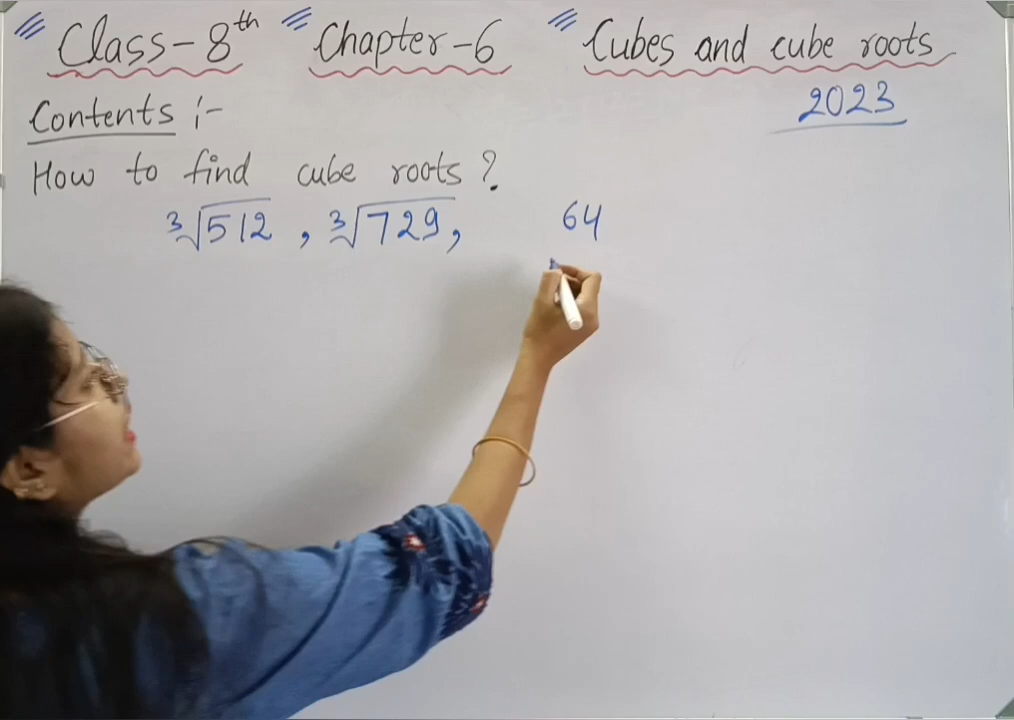 Class-8th Chapter-6 Cubes and cube roots
2023
Contents :-
How to find cube roots?
∛512, ∛729, 64